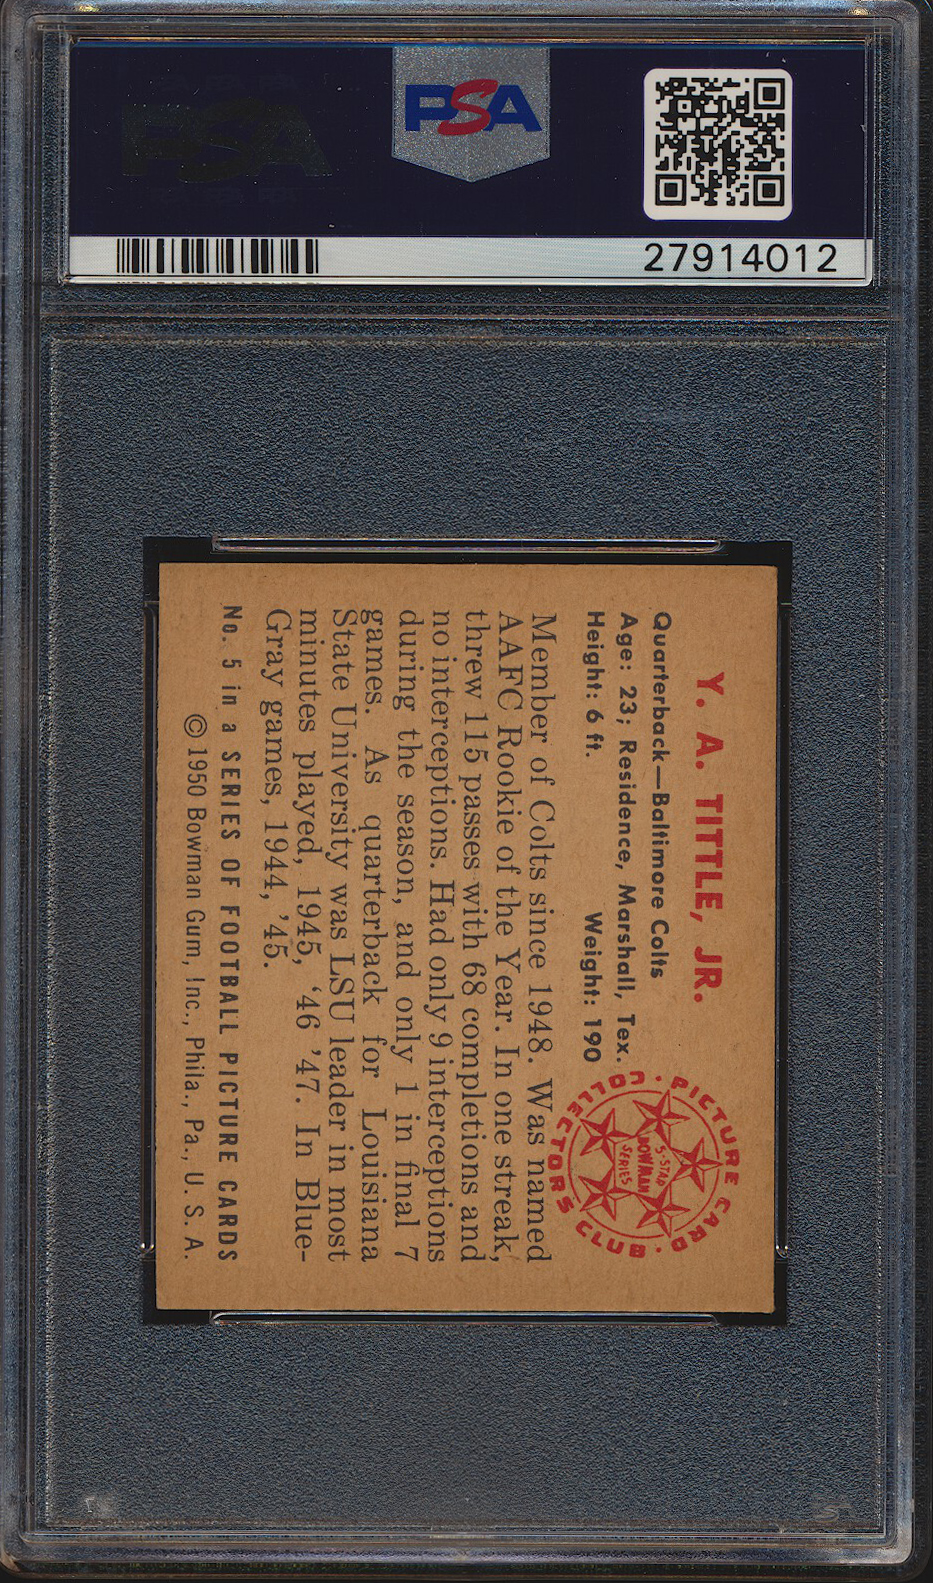 PSA
27914012
Y. A. TITTLE, JR.
Quarterback—Baltimore Colts
Age: 23; Residence, Marshall, Tex.
Height: 6 ft. Weight: 190
PICTURE CARD · COLLECTORS CLUB ·
5-STAR
BOWMAN
SERIES
Member of Colts since 1948. Was named
AAFC Rookie of the Year. In one streak,
threw 115 passes with 68 completions and
no interceptions. Had only 9 interceptions
during the season, and only 1 in final 7
games. As quarterback for Louisiana
State University was LSU leader in most
minutes played, 1945, '46 '47. In Blue-
Gray games, 1944, '45.
No. 5 in a SERIES OF FOOTBALL PICTURE CARDS
©1950 Bowman Gum, Inc., Phila., Pa., U. S. A.